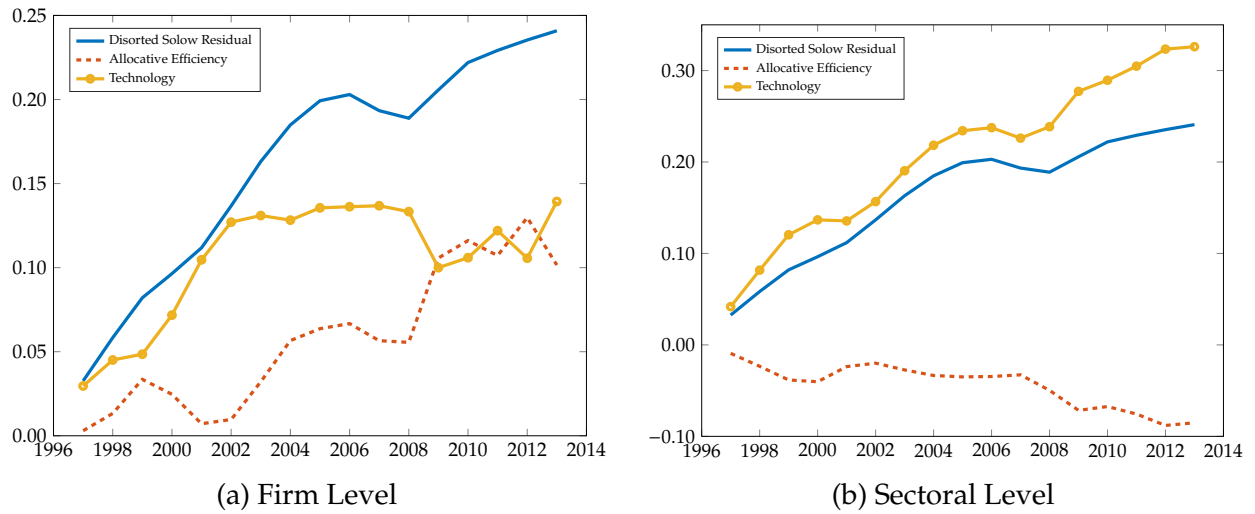 0.25
0.20
0.15
0.10
0.05
0.00
Disorted Solow Residual
Allocative Efficiency
Technology
1996 1998 2000 2002 2004 2006 2008 2010 2012 2014
(a) Firm Level
0.30
0.20
0.10
0.00
−0.10
Disorted Solow Residual
Allocative Efficiency
Technology
1996 1998 2000 2002 2004 2006 2008 2010 2012 2014
(b) Sectoral Level